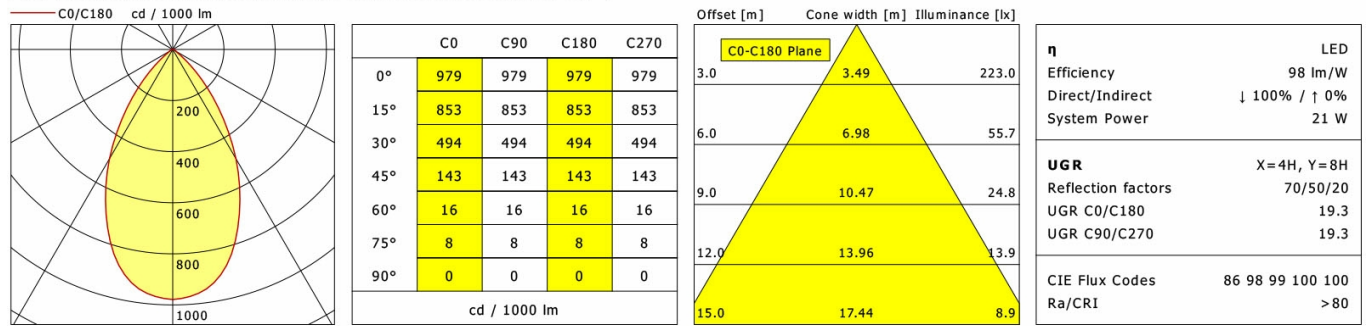 C0/C180 cd / 1000 lm
200
400
600
800
1000
C0 C90 C180 C270
0° 979 979 979 979
15° 853 853 853 853
30° 494 494 494 494
45° 143 143 143 143
60° 16 16 16 16
75° 8 8 8 8
90° 0 0 0 0
cd / 1000 lm
Offset [m] Cone width [m] Illuminance [lx]
C0-C180 Plane
3.0 3.49 223.0
6.0 6.98 55.7
9.0 10.47 24.8
12.0 13.96 13.9
15.0 17.44 8.9
η LED
Efficiency 98 lm/W
Direct/Indirect ↓ 100% / ↑ 0%
System Power 21 W
UGR X=4H, Y=8H
Reflection factors 70/50/20
UGR C0/C180 19.3
UGR C90/C270 19.3
CIE Flux Codes 86 98 99 100 100
Ra/CRI >80